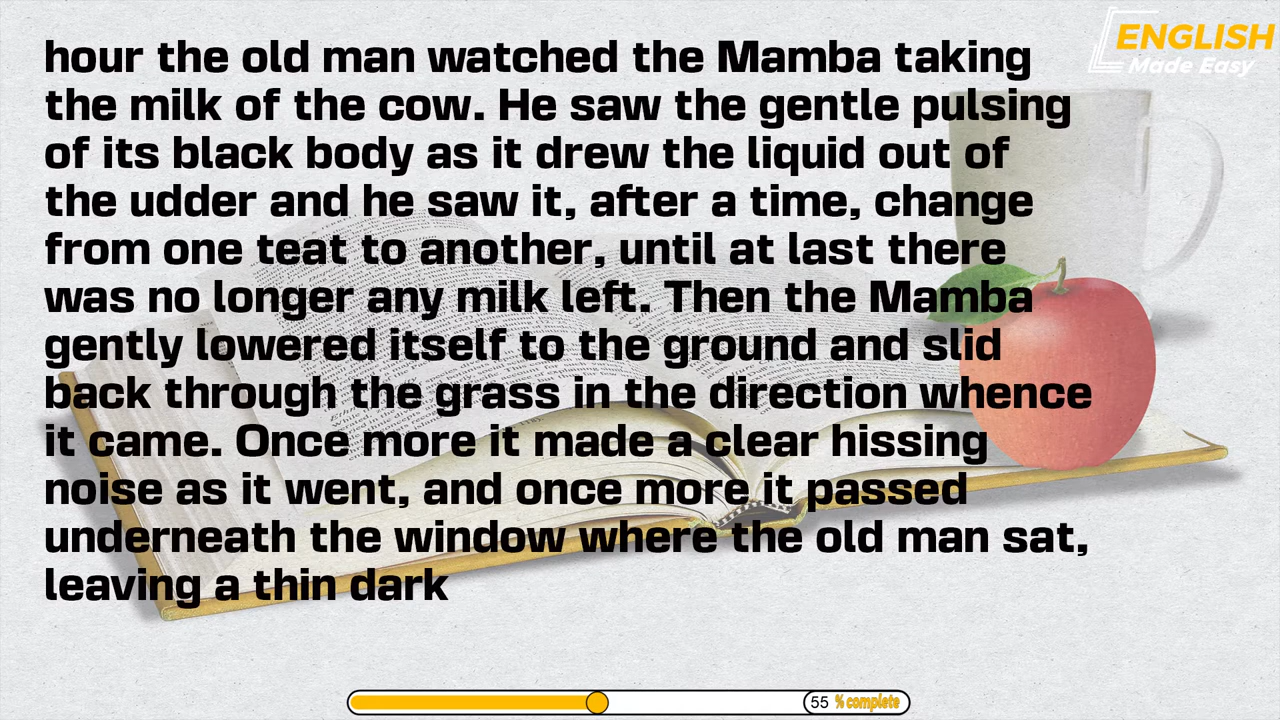 hour the old man watched the Mamba taking
the milk of the cow. He saw the gentle pulsing
of its black body as it drew the liquid out of
the udder and he saw it, after a time, change
from one teat to another, until at last there
was no longer any milk left. Then the Mamba
gently lowered itself to the ground and slid
back through the grass in the direction whence
it came. Once more it made a clear hissing
noise as it went, and once more it passed
underneath the window where the old man sat,
leaving a thin dark
ENGLISH
Made Easy
55 % complete